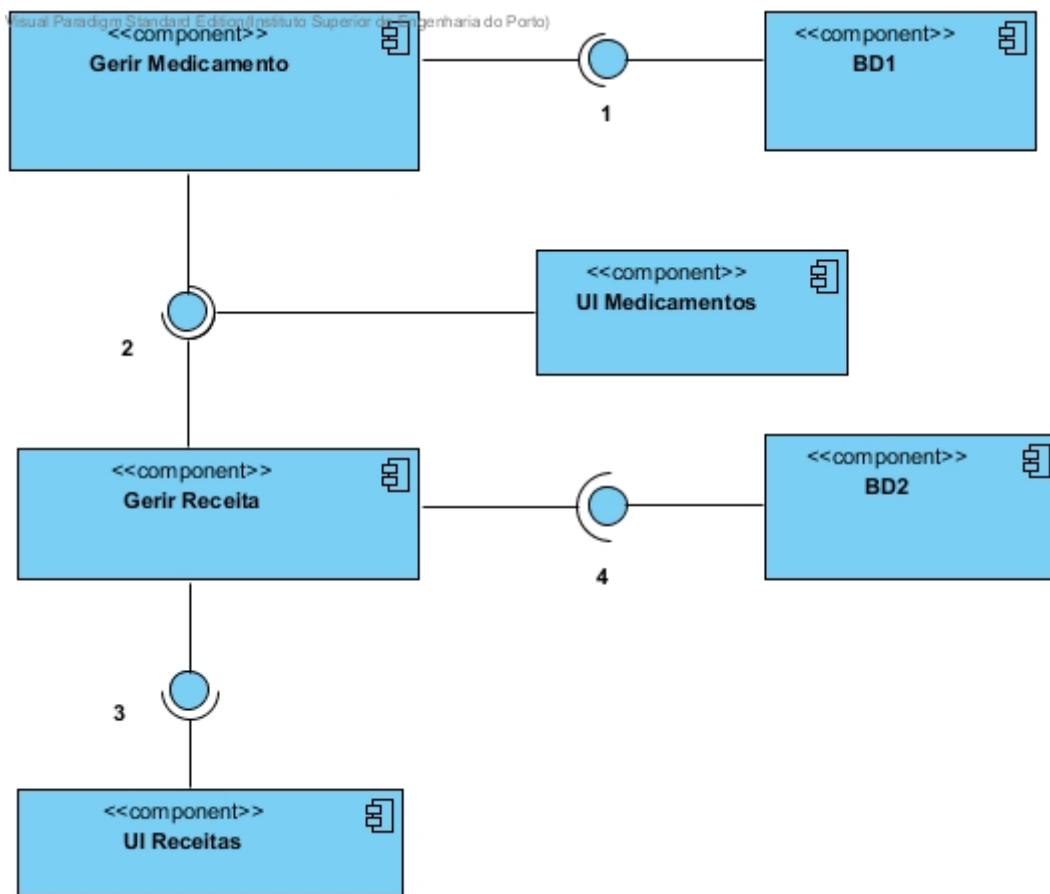 Visual Paradigm Standard Edition(Instituto Superior de Engenharia do Porto)
<<component>>
Gerir Medicamento
<<component>>
BD1
1
<<component>>
UI Medicamentos
2
<<component>>
Gerir Receita
<<component>>
BD2
4
3
<<component>>
UI Receitas